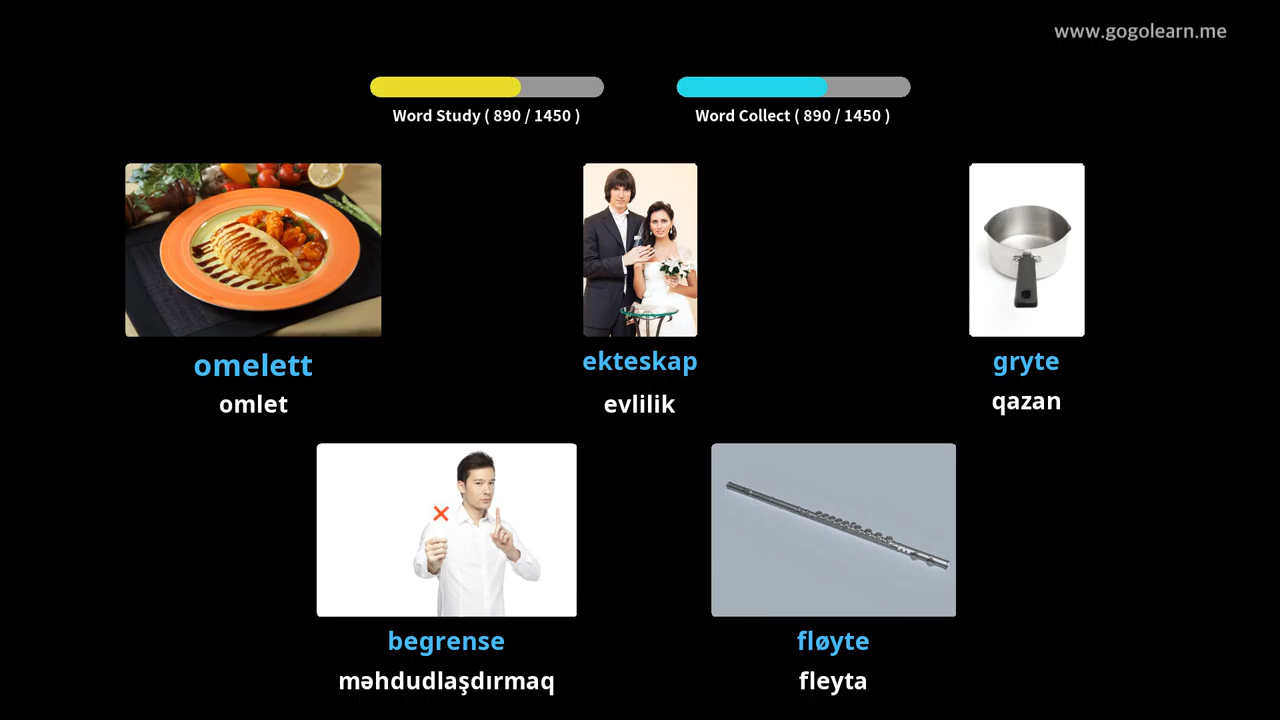 www.gogolearn.me
Word Study ( 890 / 1450 )
Word Collect ( 890 / 1450 )
omelett
omlet
ekteskap
evlilik
gryte
qazan
begrense
məhdudlaşdırmaq
fløyte
fleyta